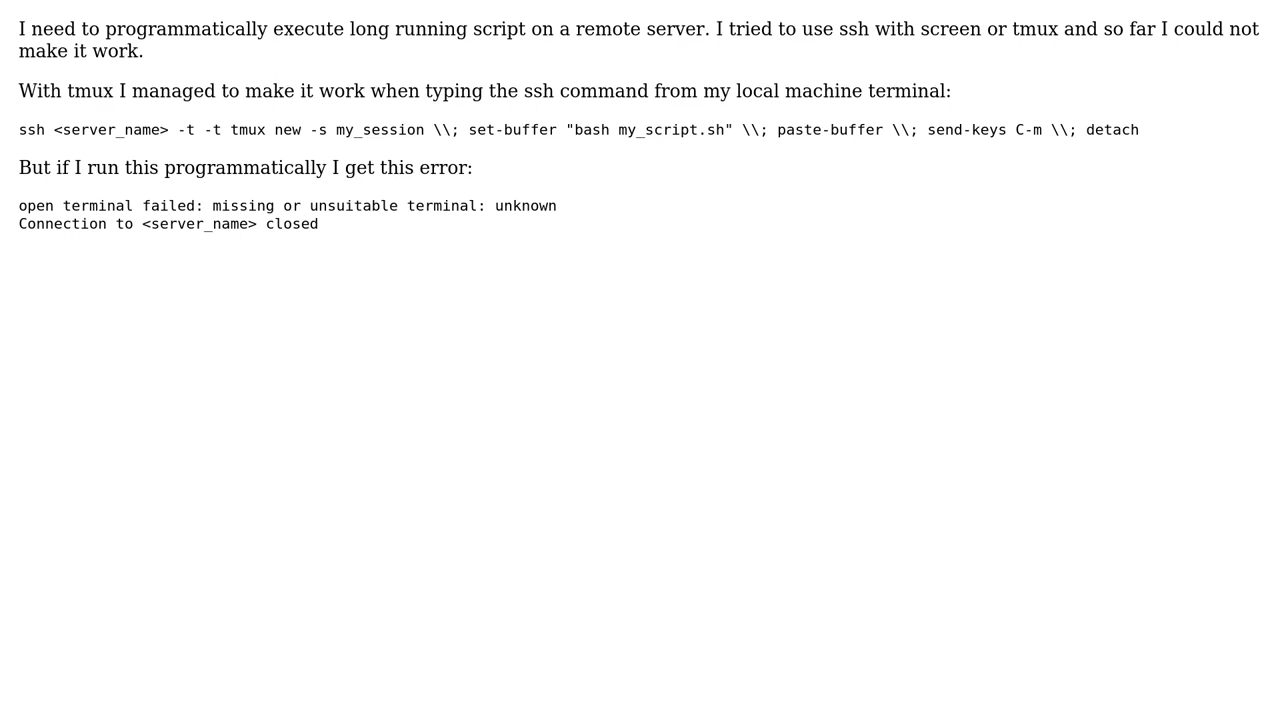 I need to programmatically execute long running script on a remote server. I tried to use ssh with screen or tmux and so far I could not
make it work.
With tmux I managed to make it work when typing the ssh command from my local machine terminal:
ssh <server_name> -t -t tmux new -s my_session \\; set-buffer "bash my_script.sh" \\; paste-buffer \\; send-keys C-m \\; detach
But if I run this programmatically I get this error:
open terminal failed: missing or unsuitable terminal: unknown
Connection to <server_name> closed